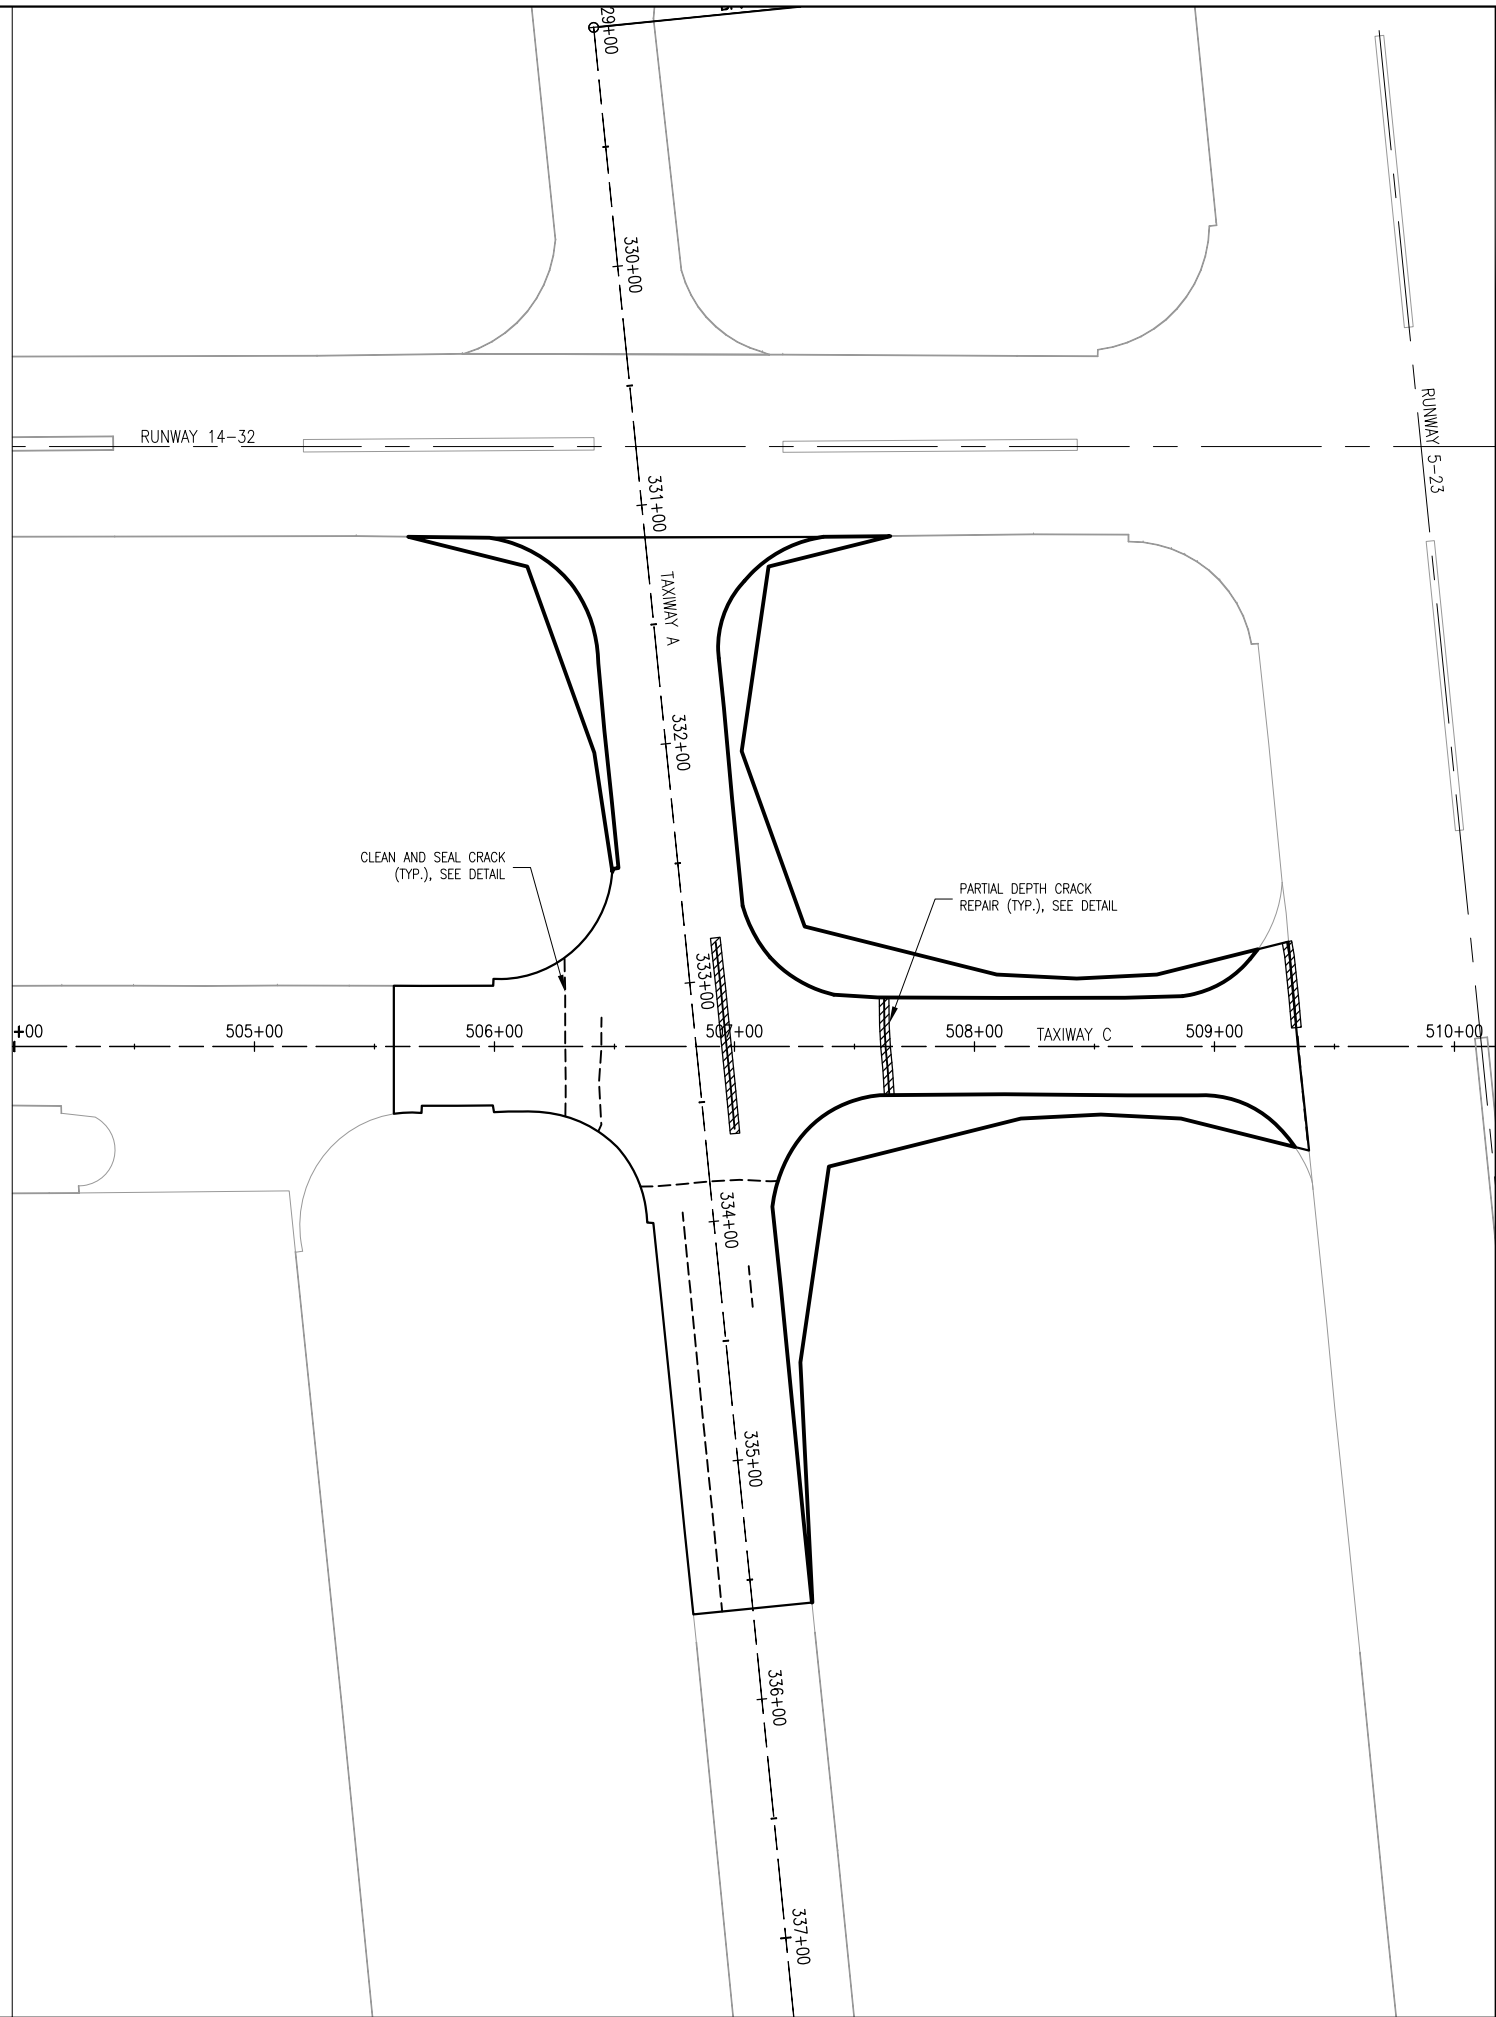 29+00
330+00
RUNWAY 14-32
RUNWAY 5-23
331+00
TAXIWAY A
332+00
CLEAN AND SEAL CRACK
(TYP.), SEE DETAIL
PARTIAL DEPTH CRACK
REPAIR (TYP.), SEE DETAIL
333+00
+00
505+00
506+00
507+00
508+00
TAXIWAY C
509+00
510+00
334+00
335+00
336+00
337+00